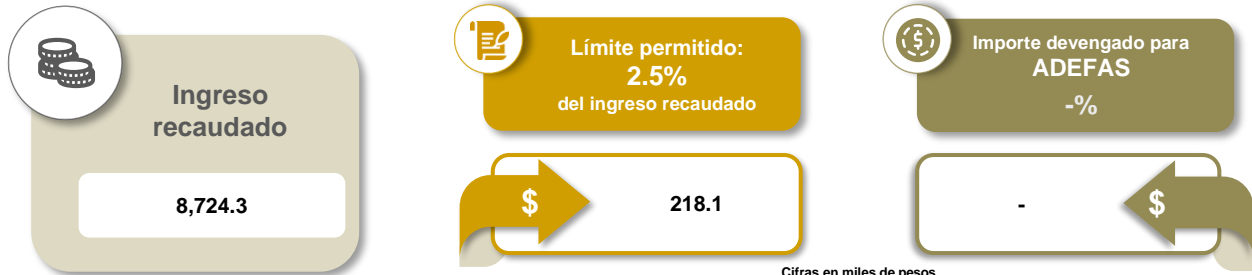 Ingreso
recaudado
8,724.3
Límite permitido:
2.5%
del ingreso recaudado
$
218.1
Importe devengado para
ADEFAS
-%
-
$
Cifras en miles de pesos